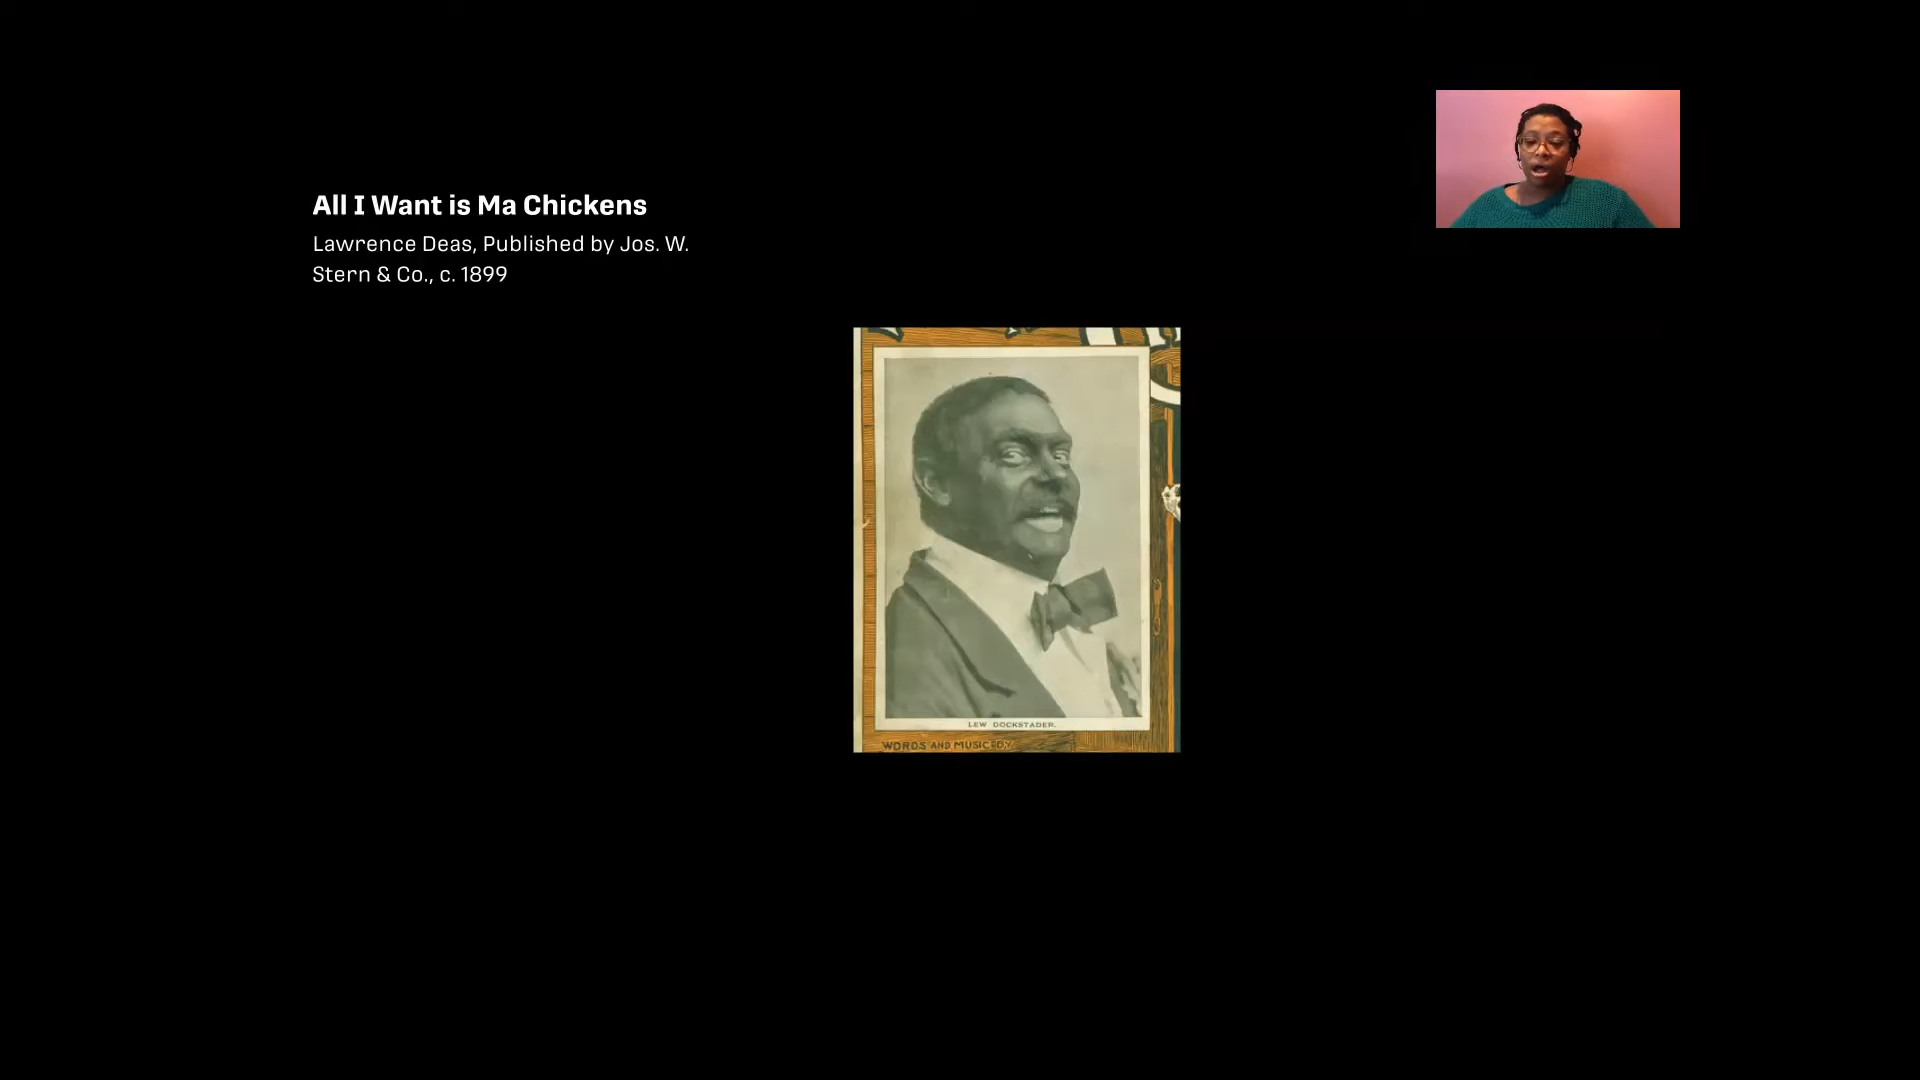 All I Want is Ma Chickens
Lawrence Deas, Published by Jos. W.
Stern & Co., c. 1899
LEW DOCKSTADER.
WORDS AND MUSIC BY